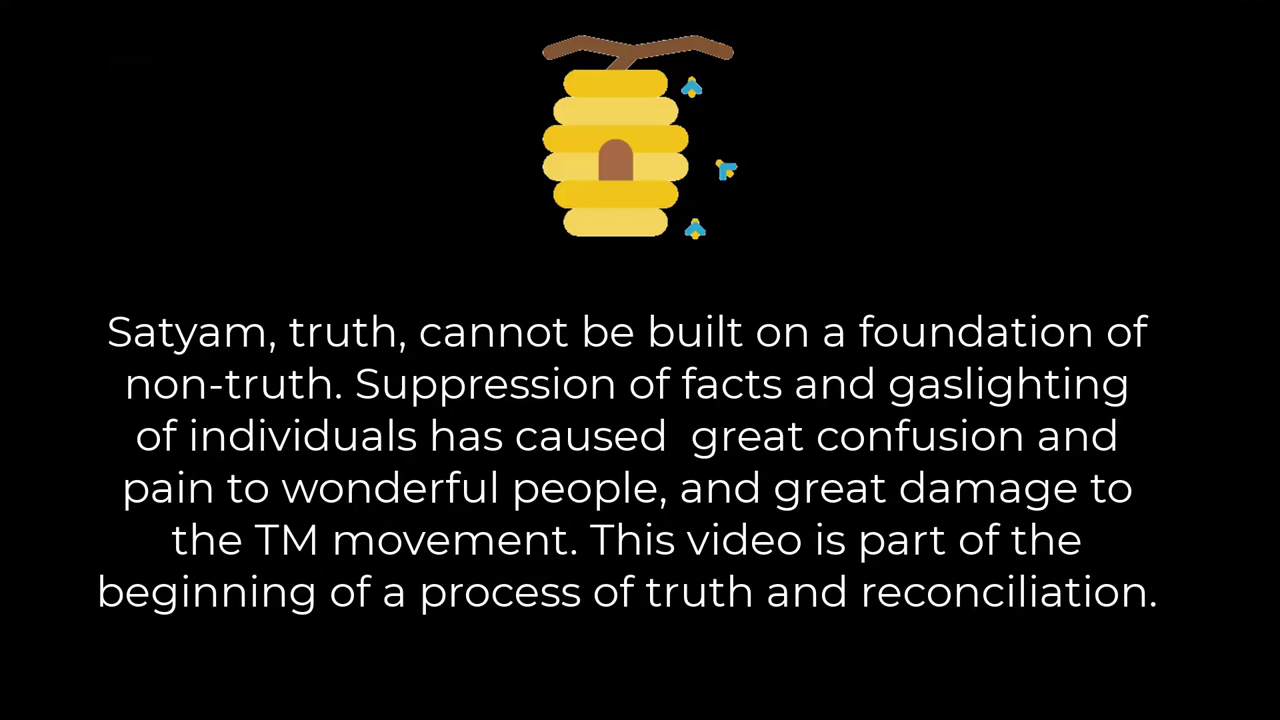 Satyam, truth, cannot be built on a foundation of
non-truth. Suppression of facts and gaslighting
of individuals has caused  great confusion and
pain to wonderful people, and great damage to
the TM movement. This video is part of the
beginning of a process of truth and reconciliation.